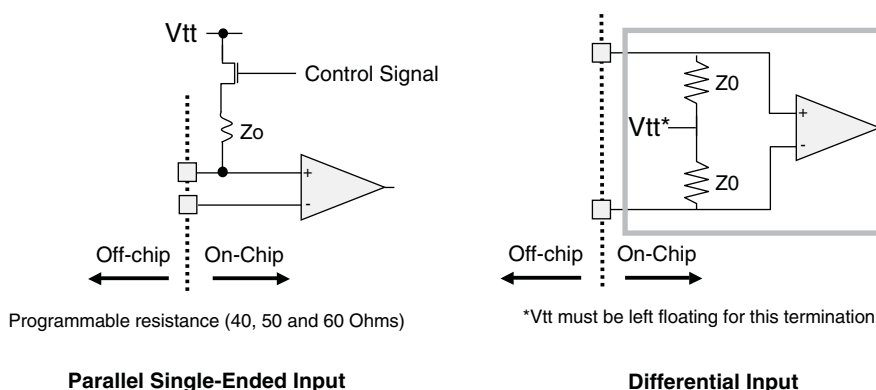 Vtt
Control Signal
Zo
+
-
Off-chip
On-Chip
Programmable resistance (40, 50 and 60 Ohms)
Parallel Single-Ended Input
Z0
Vtt*
Z0
+
-
Off-chip
On-Chip
*Vtt must be left floating for this termination
Differential Input